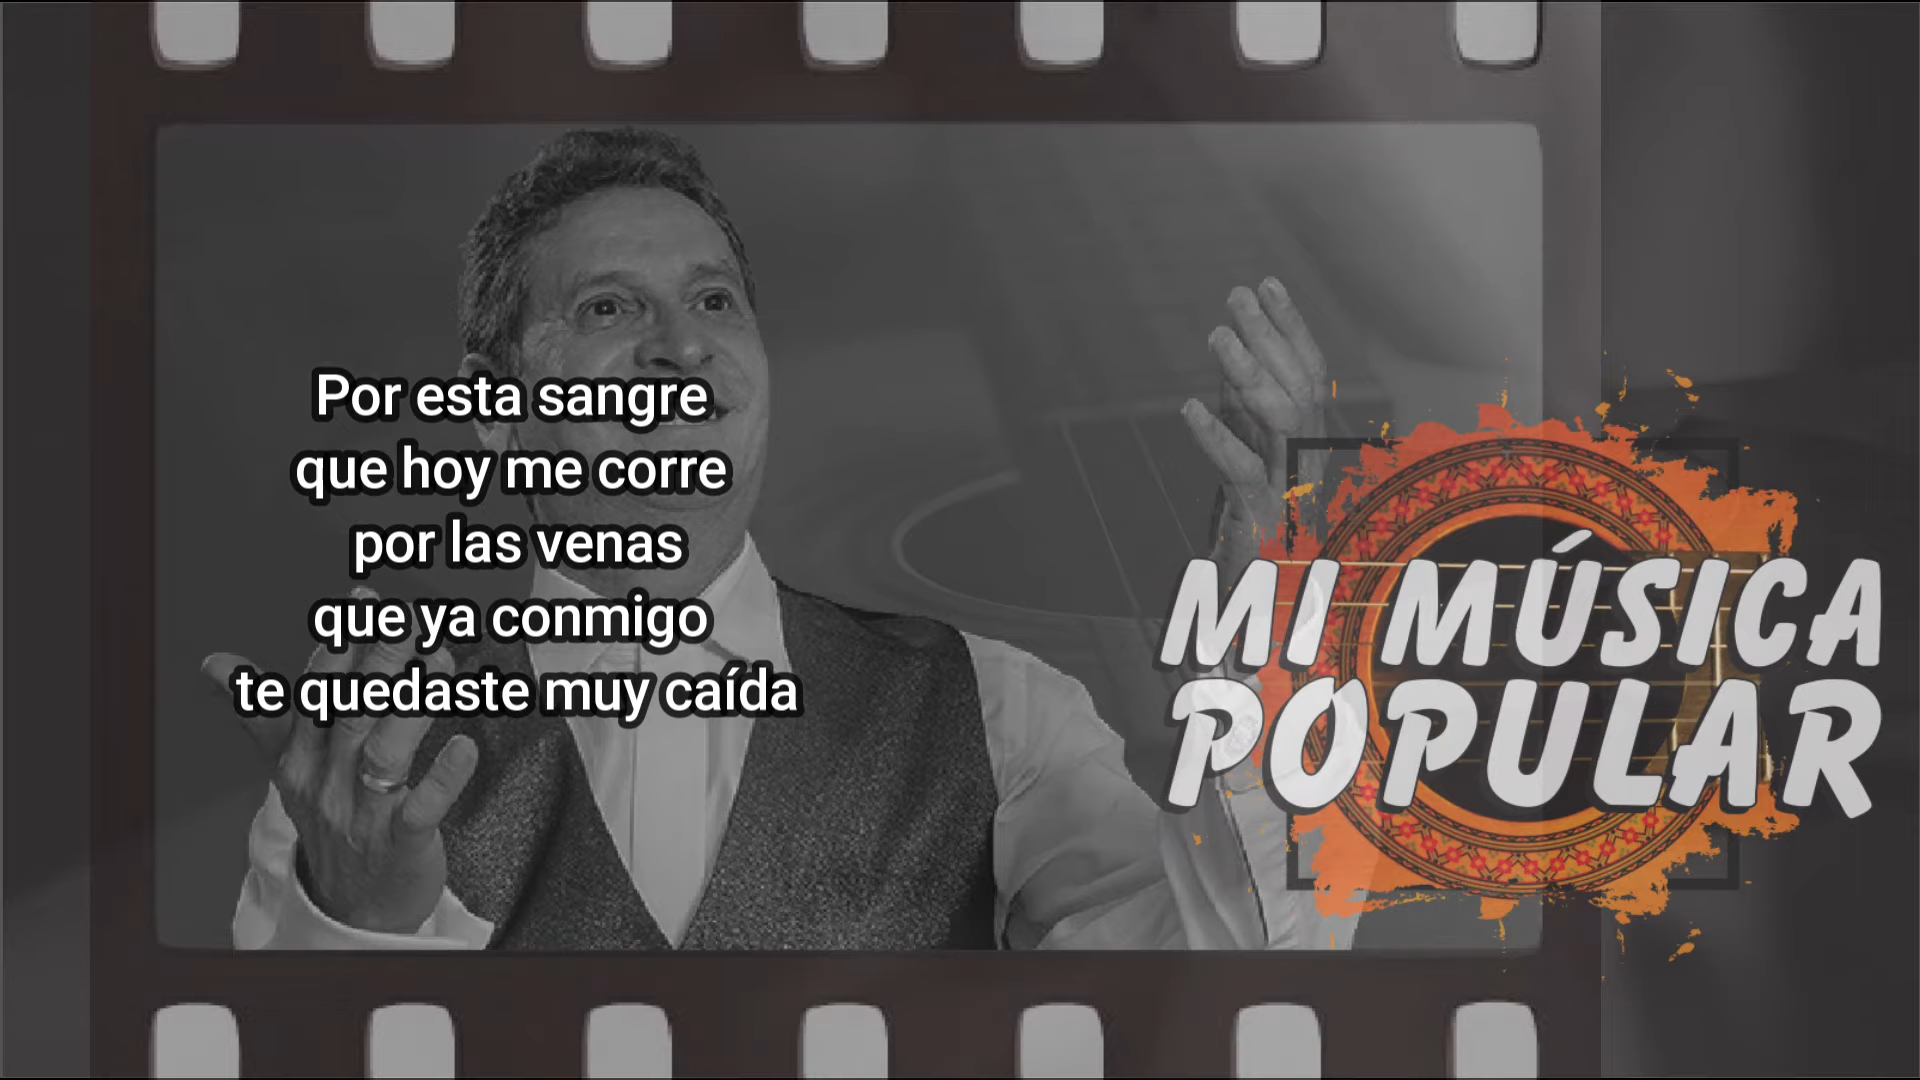 Por esta sangre
que hoy me corre
por las venas
que ya conmigo
te quedaste muy caída
MI MÚSICA
POPULAR